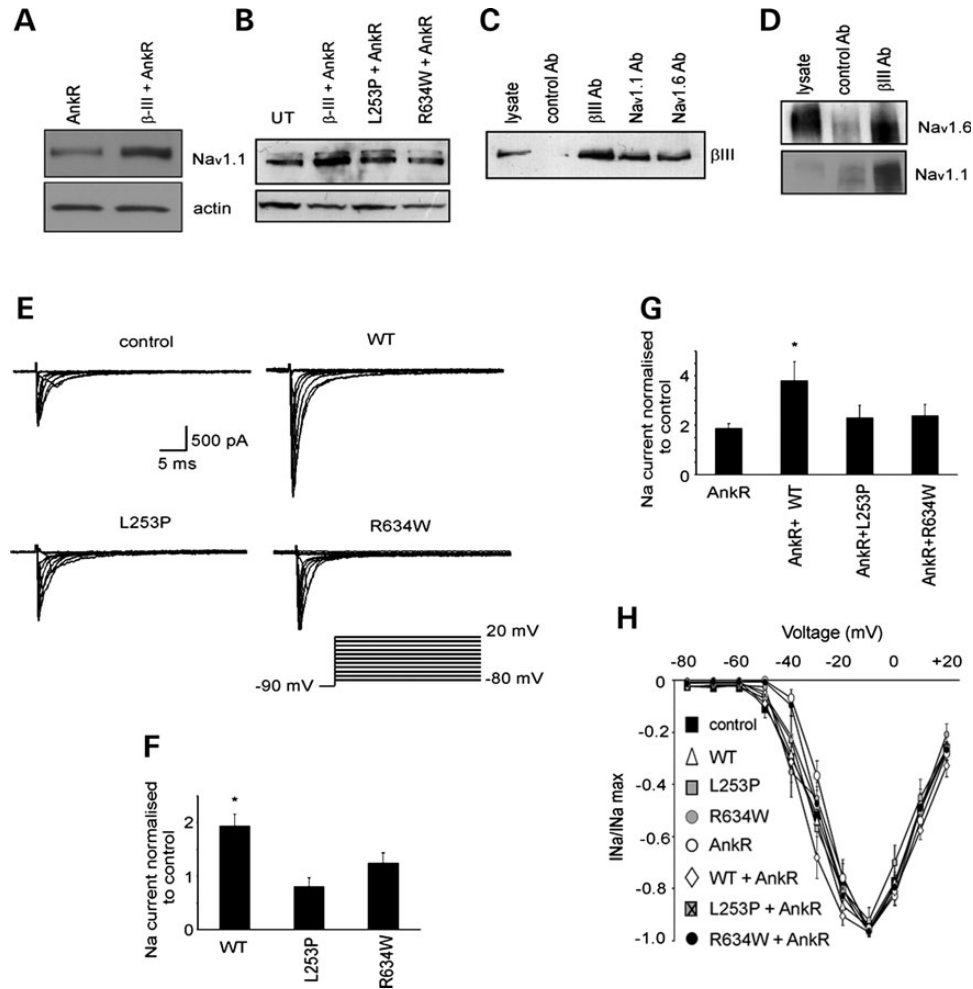 A
AnkR
β-III + AnkR
Nav1.1
actin
B
UT
β-III + AnkR
L253P + AnkR
R634W + AnkR
C
lysate
control Ab
βIII Ab
Nav1.1 Ab
Nav1.6 Ab
βIII
D
lysate
control Ab
βIII Ab
Nav1.6
Nav1.1
E
control
WT
500 pA
5 ms
L253P
R634W
20 mV
-90 mV
-80 mV
F
Na current normalised
to control
2
1
0
*
WT
L253P
R634W
G
Na current normalised
to control
4
2
0
*
AnkR
AnkR+ WT
AnkR+L253P
AnkR+R634W
H
Voltage (mV)
-80 -60 -40 -20 0 +20
INa/INa max
0
-0.2
-0.4
-0.6
-0.8
-1.0
control
WT
L253P
R634W
AnkR
WT + AnkR
L253P + AnkR
R634W + AnkR